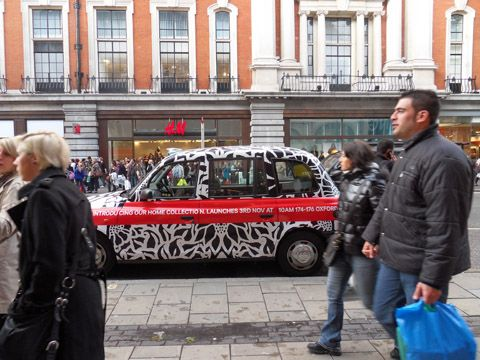 H&M
INTRODUCING OUR HOME COLLECTION. LAUNCHES 3RD NOV AT 10AM 174-176 OXFORD